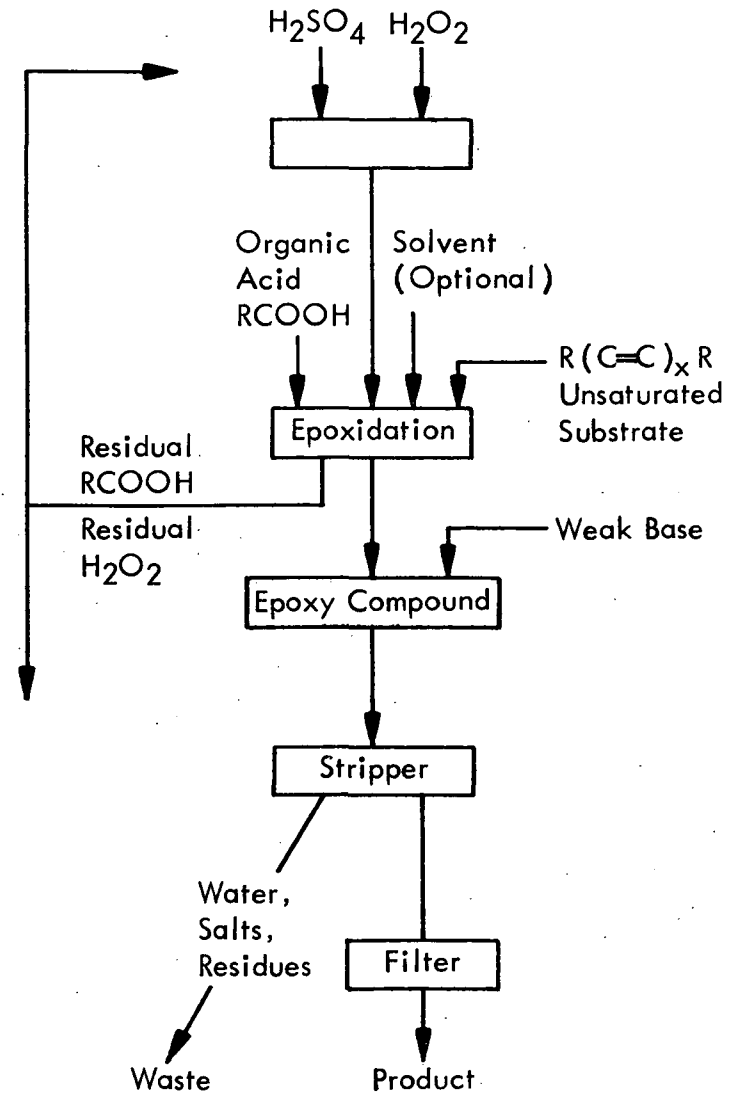 H2SO4 H2O2
Organic
Acid
RCOOH
Solvent
(Optional)
R(C=C)x R
Unsaturated
Substrate
Epoxidation
Residual
RCOOH
Residual
H2O2
Weak Base
Epoxy Compound
Stripper
Water,
Salts,
Residues
Filter
Waste
Product